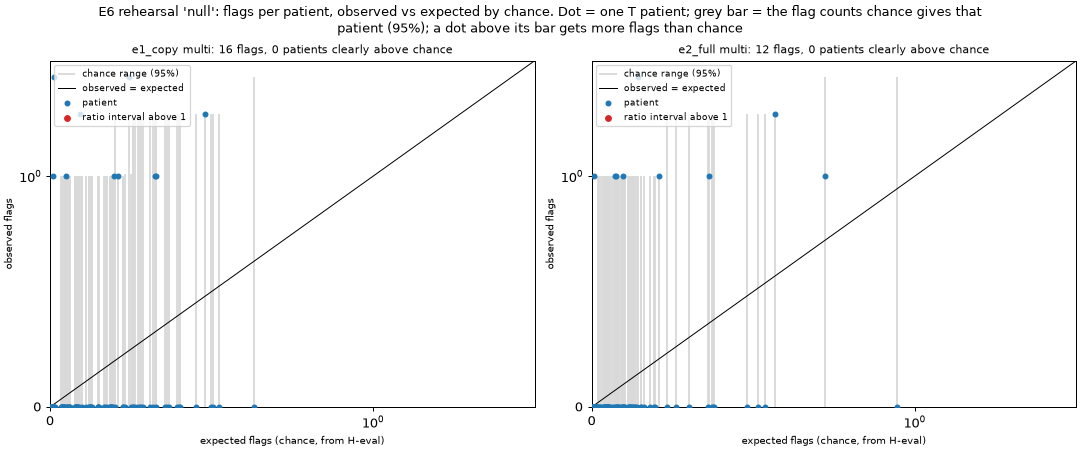 E6 rehearsal 'null': flags per patient, observed vs expected by chance. Dot = one T patient; grey bar = the flag counts chance gives that
patient (95%); a dot above its bar gets more flags than chance
e1_copy multi: 16 flags, 0 patients clearly above chance
chance range (95%)
observed = expected
patient
ratio interval above 1
10⁰
0
observed flags
0
10⁰
expected flags (chance, from H-eval)
e2_full multi: 12 flags, 0 patients clearly above chance
chance range (95%)
observed = expected
patient
ratio interval above 1
10⁰
0
observed flags
0
10⁰
expected flags (chance, from H-eval)